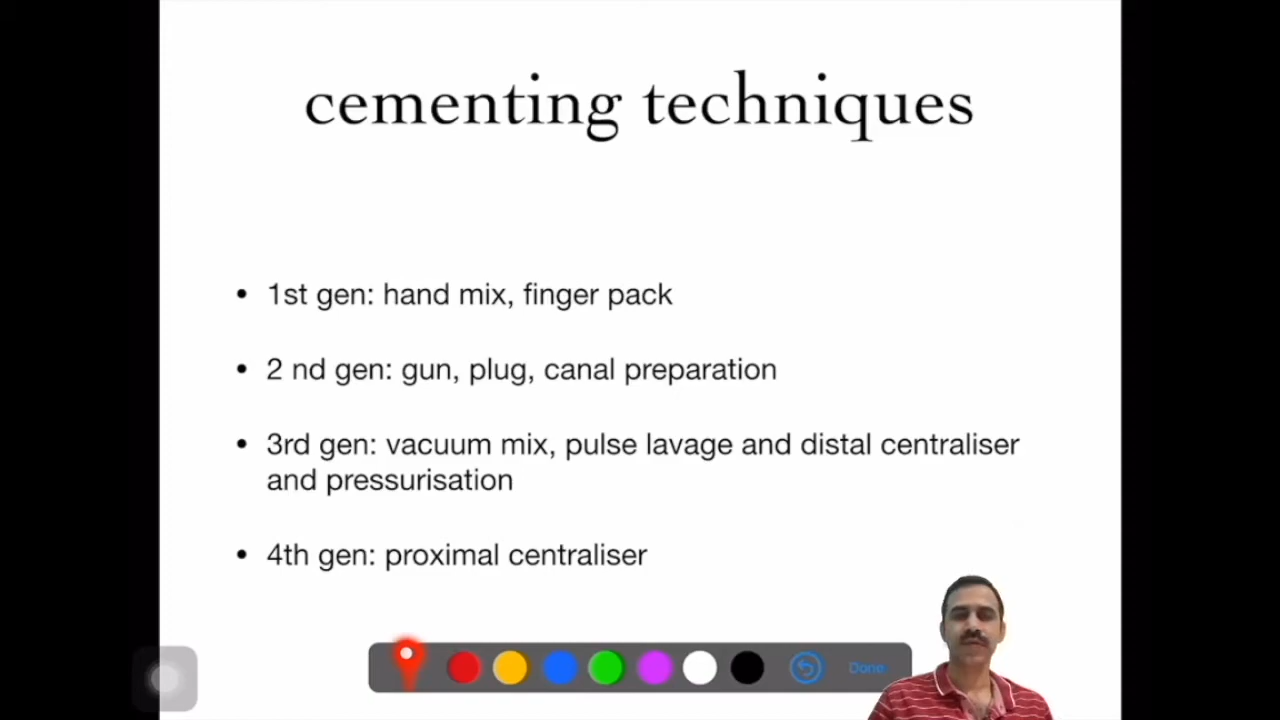 cementing techniques
• 1st gen: hand mix, finger pack
• 2 nd gen: gun, plug, canal preparation
• 3rd gen: vacuum mix, pulse lavage and distal centraliser
and pressurisation
• 4th gen: proximal centraliser
Done